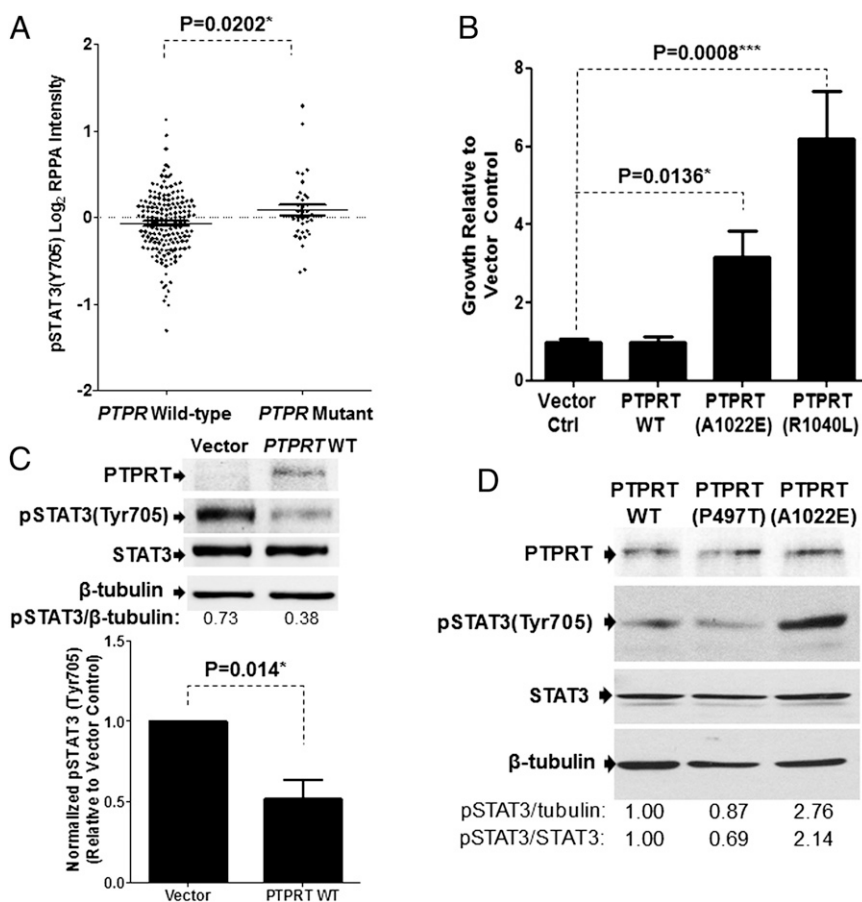 A
P=0.0202*
pSTAT3(Y705) Log₂ RPPA Intensity
2
1
0
-1
-2
PTPR Wild-type
PTPR Mutant
B
P=0.0008***
P=0.0136*
Growth Relative to
Vector Control
8
6
4
2
0
Vector
Ctrl
PTPRT
WT
PTPRT
(A1022E)
PTPRT
(R1040L)
C
Vector PTPRT WT
PTPRT
pSTAT3(Tyr705)
STAT3
β-tubulin
pSTAT3/β-tubulin: 0.73 0.38
P=0.014*
Normalized pSTAT3 (Tyr705)
(Relative to Vector Control)
1.5
1.0
0.5
0.0
Vector
PTPRT WT
D
PTPRT PTPRT PTPRT
WT (P497T) (A1022E)
PTPRT
pSTAT3(Tyr705)
STAT3
β-tubulin
pSTAT3/tubulin: 1.00 0.87 2.76
pSTAT3/STAT3: 1.00 0.69 2.14